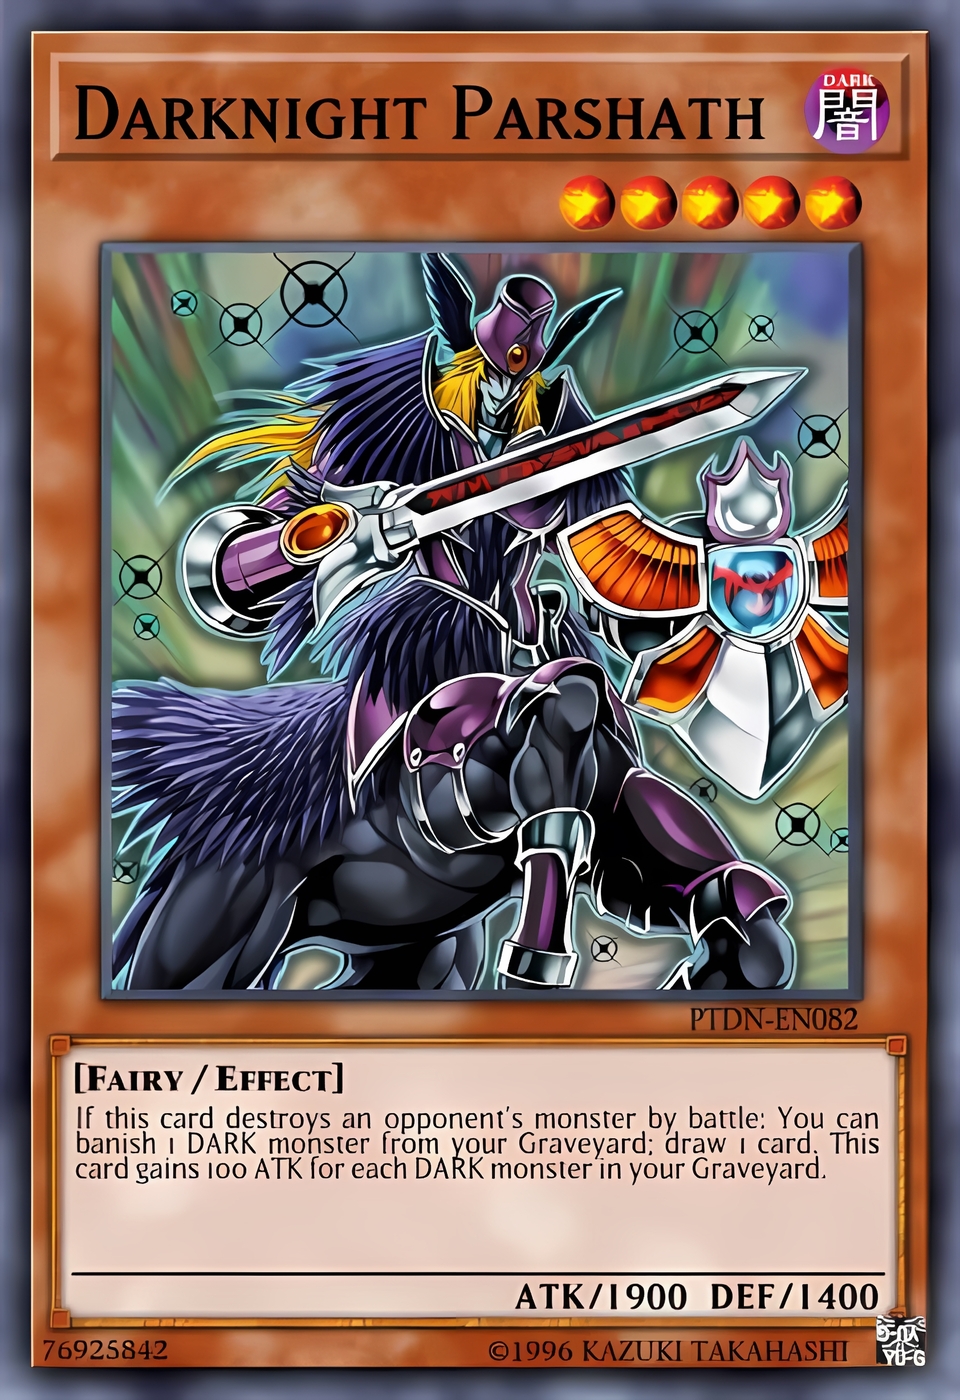 DARKNIGHT PARSHATH
DARK
闇
PTDN-EN082
[FAIRY / EFFECT]
If this card destroys an opponent's monster by battle: You can
banish 1 DARK monster from your Graveyard; draw 1 card. This
card gains 100 ATK for each DARK monster in your Graveyard.
ATK/1900 DEF/1400
76925842
©1996 KAZUKI TAKAHASHI